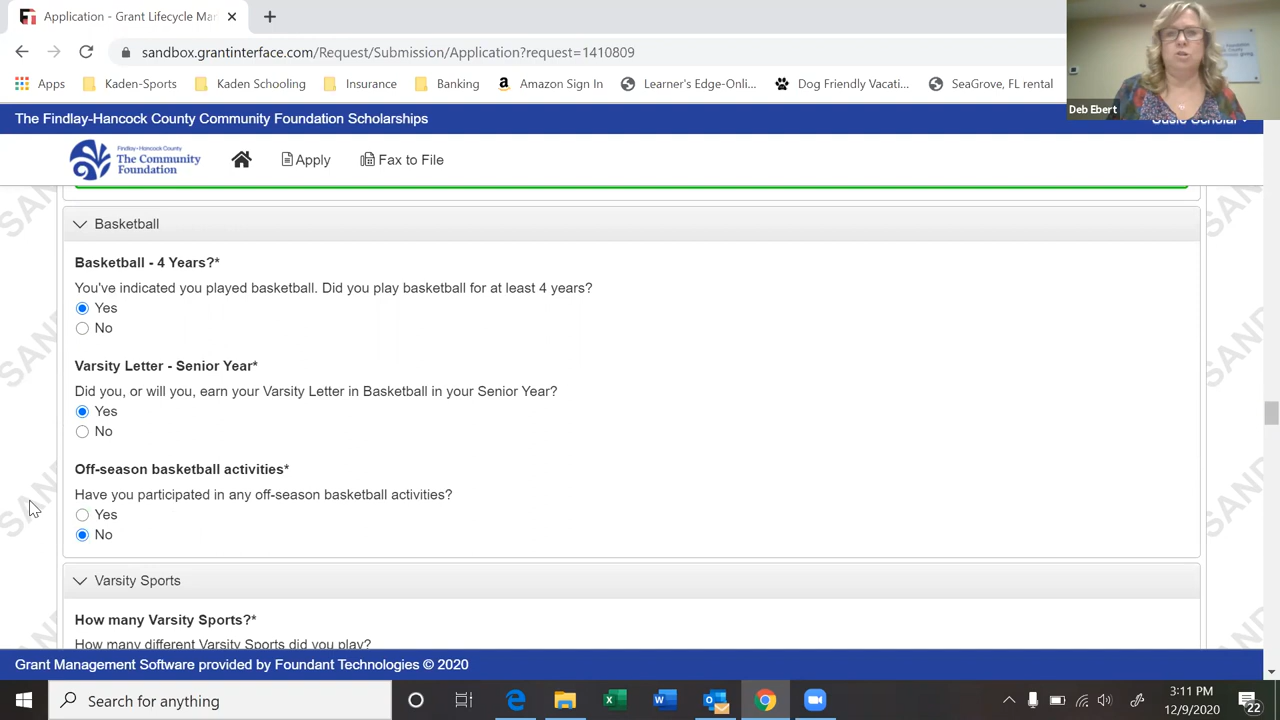 Application - Grant Lifecycle Mar
sandbox.grantinterface.com/Request/Submission/Application?request=1410809
Apps Kaden-Sports Kaden Schooling Insurance Banking Amazon Sign In Learner's Edge-Onli... Dog Friendly Vacati... SeaGrove, FL rental
Deb Ebert
The Findlay-Hancock County Community Foundation Scholarships
Susie Scholar
Findlay-Hancock County
The Community
Foundation
Apply Fax to File
Basketball
Basketball - 4 Years?*
You've indicated you played basketball. Did you play basketball for at least 4 years?
Yes
No
Varsity Letter - Senior Year*
Did you, or will you, earn your Varsity Letter in Basketball in your Senior Year?
Yes
No
Off-season basketball activities*
Have you participated in any off-season basketball activities?
Yes
No
Varsity Sports
How many Varsity Sports?*
How many different Varsity Sports did you play?
Grant Management Software provided by Foundant Technologies © 2020
Search for anything
3:11 PM
12/9/2020
22